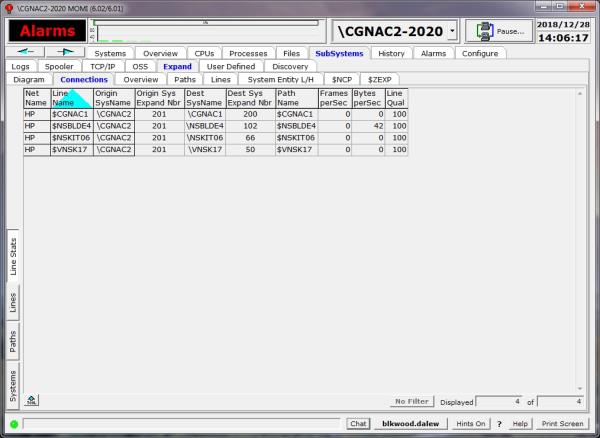 \CGNAC2-2020 MOMI (6.02/6.01)
Alarms
\CGNAC2-2020
Pause...
2018/12/28
14:06:17
Systems Overview CPUs Processes Files SubSystems History Alarms Configure
Logs Spooler TCP/IP OSS Expand User Defined Discovery
Diagram Connections Overview Paths Lines System Entity L/H $NCP $ZEXP
Net Line Origin Origin Sys Dest Dest Sys Path Frames Bytes Line
Name Name SysName Expand Nbr SysName Expand Nbr Name perSec perSec Qual
HP $CGNAC1 \CGNAC2 201 \CGNAC1 200 $CGNAC1 0 0 100
HP $NSBLDE4 \CGNAC2 201 \NSBLDE4 102 $NSBLDE4 0 42 100
HP $NSKIT06 \CGNAC2 201 \NSKIT06 66 $NSKIT06 0 0 100
HP $VNSK17 \CGNAC2 201 \VNSK17 50 $VNSK17 0 0 100
Line Stats
Lines
Paths
Systems
No Filter Displayed 4 of 4
Chat blkwood.dalew Hints On ? Help Print Screen